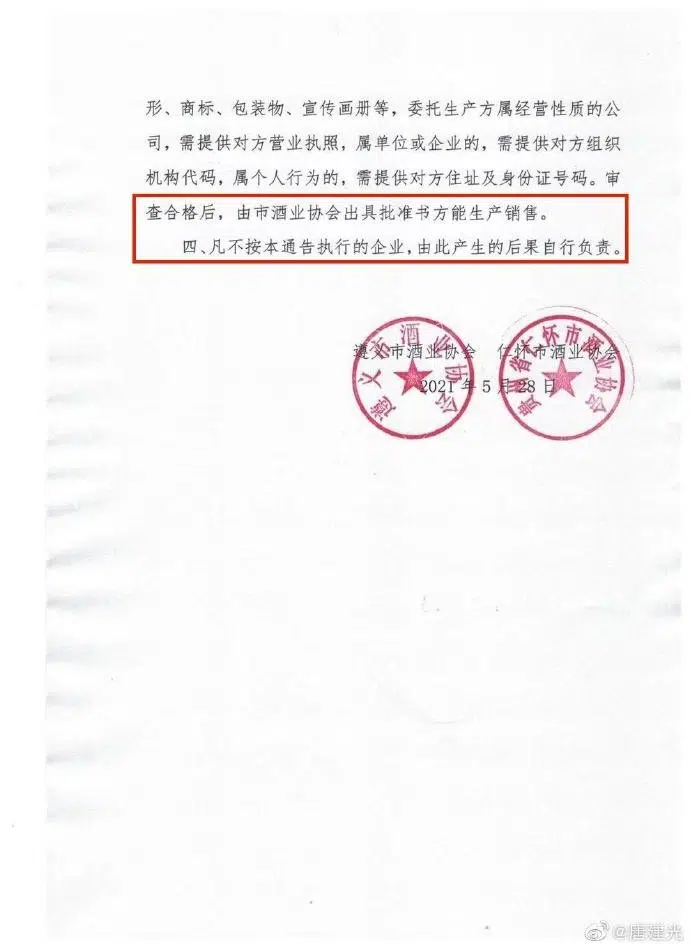 形、商标、包装物、宣传画册等，委托生产方属经营性质的公
司，需提供对方营业执照，属单位或企业的，需提供对方组织
机构代码，属个人行为的，需提供对方住址及身份证号码。审
查合格后，由市酒业协会出具批准书方能生产销售。
四、凡不按本通告执行的企业，由此产生的后果自行负责。
遵义市酒业协会 仁怀市酒业协会
2021 年 5 月 28 日
遵义市酒业协会
贵州省仁怀市酒业协会
@唐建光